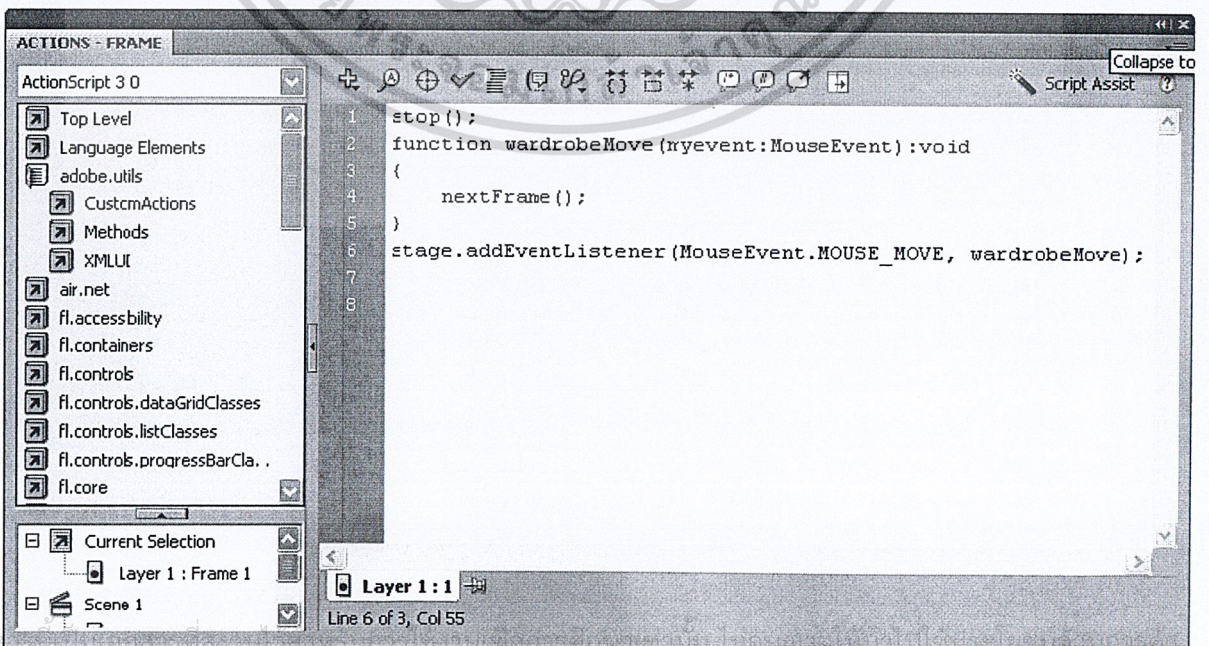 ACTIONS - FRAME
Collapse to
ActionScript 3 0
Script Assist
Top Level
Language Elements
adobe.utils
CustcmActions
Methods
XMLUI
air.net
fl.accessbility
fl.containers
fl.controls
fl.controls.dataGridClasses
fl.controls.listClasses
fl.controls.progressBarCla. .
fl.core
Current Selection
Layer 1 : Frame 1
Scene 1
1 stop();
2 function wardrobeMove(myevent:MouseEvent):void
3 {
4 nextFrame();
5 }
6 stage.addEventListener(MouseEvent.MOUSE_MOVE, wardrobeMove);
7
8
Layer 1 : 1
Line 6 of 3, Col 55